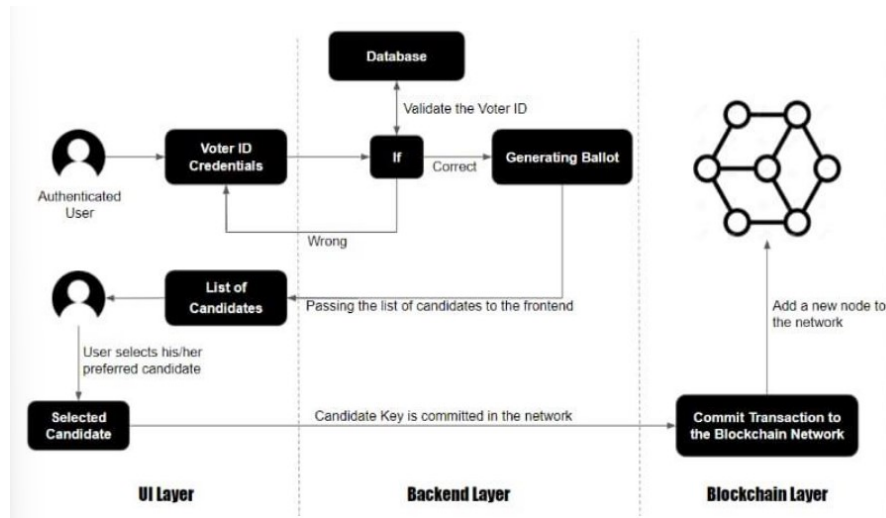 Database
Validate the Voter ID
Voter ID
Credentials
If
Correct
Generating Ballot
Authenticated
User
Wrong
List of
Candidates
Passing the list of candidates to the frontend
Add a new node to
the network
User selects his/her
preferred candidate
Selected
Candidate
Candidate Key is committed in the network
Commit Transaction to
the Blockchain Network
UI Layer
Backend Layer
Blockchain Layer